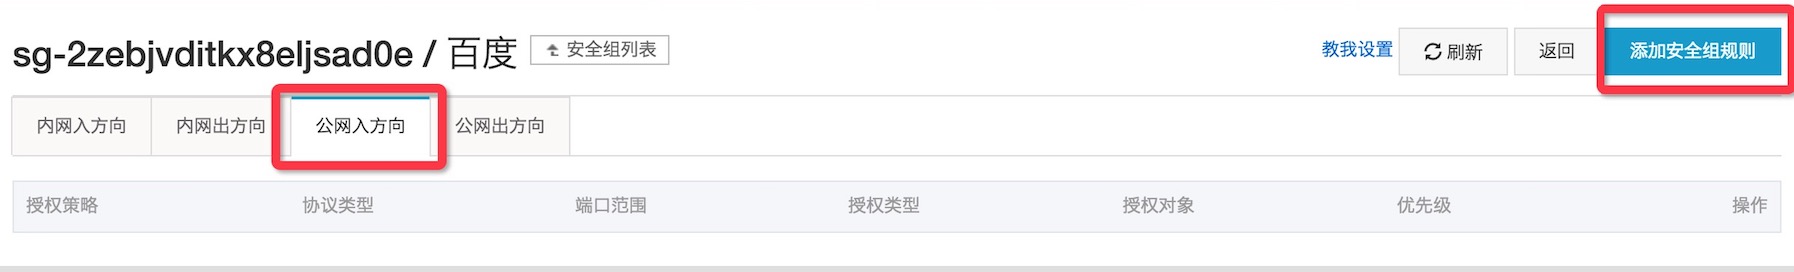 sg-2zebjvditkx8eljsad0e / 百度 安全组列表 教我设置 刷新 返回 添加安全组规则
内网入方向 内网出方向 公网入方向 公网出方向
授权策略 协议类型 端口范围 授权类型 授权对象 优先级 操作